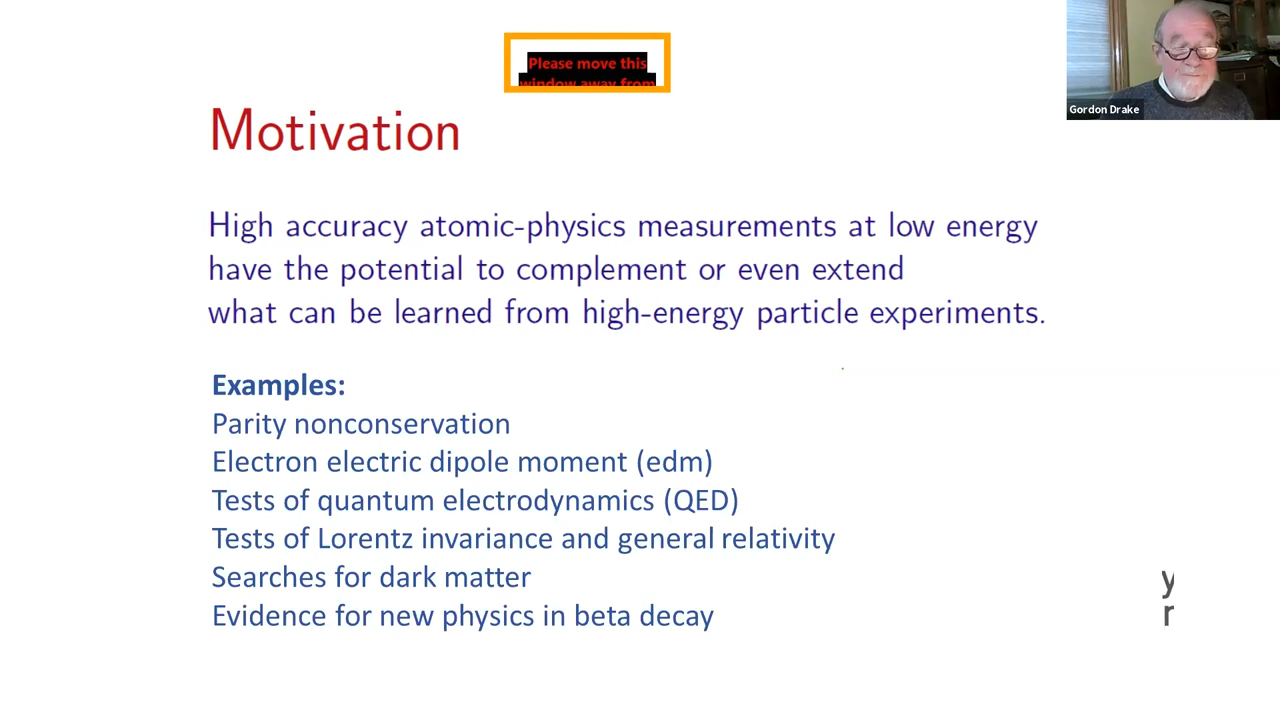 Please move this
window away from
Gordon Drake
Motivation
High accuracy atomic-physics measurements at low energy
have the potential to complement or even extend
what can be learned from high-energy particle experiments.
Examples:
Parity nonconservation
Electron electric dipole moment (edm)
Tests of quantum electrodynamics (QED)
Tests of Lorentz invariance and general relativity
Searches for dark matter
Evidence for new physics in beta decay
y